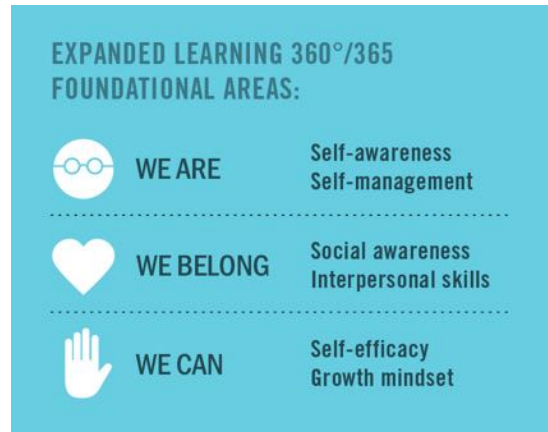 EXPANDED LEARNING 360°/365
FOUNDATIONAL AREAS:
WE ARE
Self-awareness
Self-management
WE BELONG
Social awareness
Interpersonal skills
WE CAN
Self-efficacy
Growth mindset